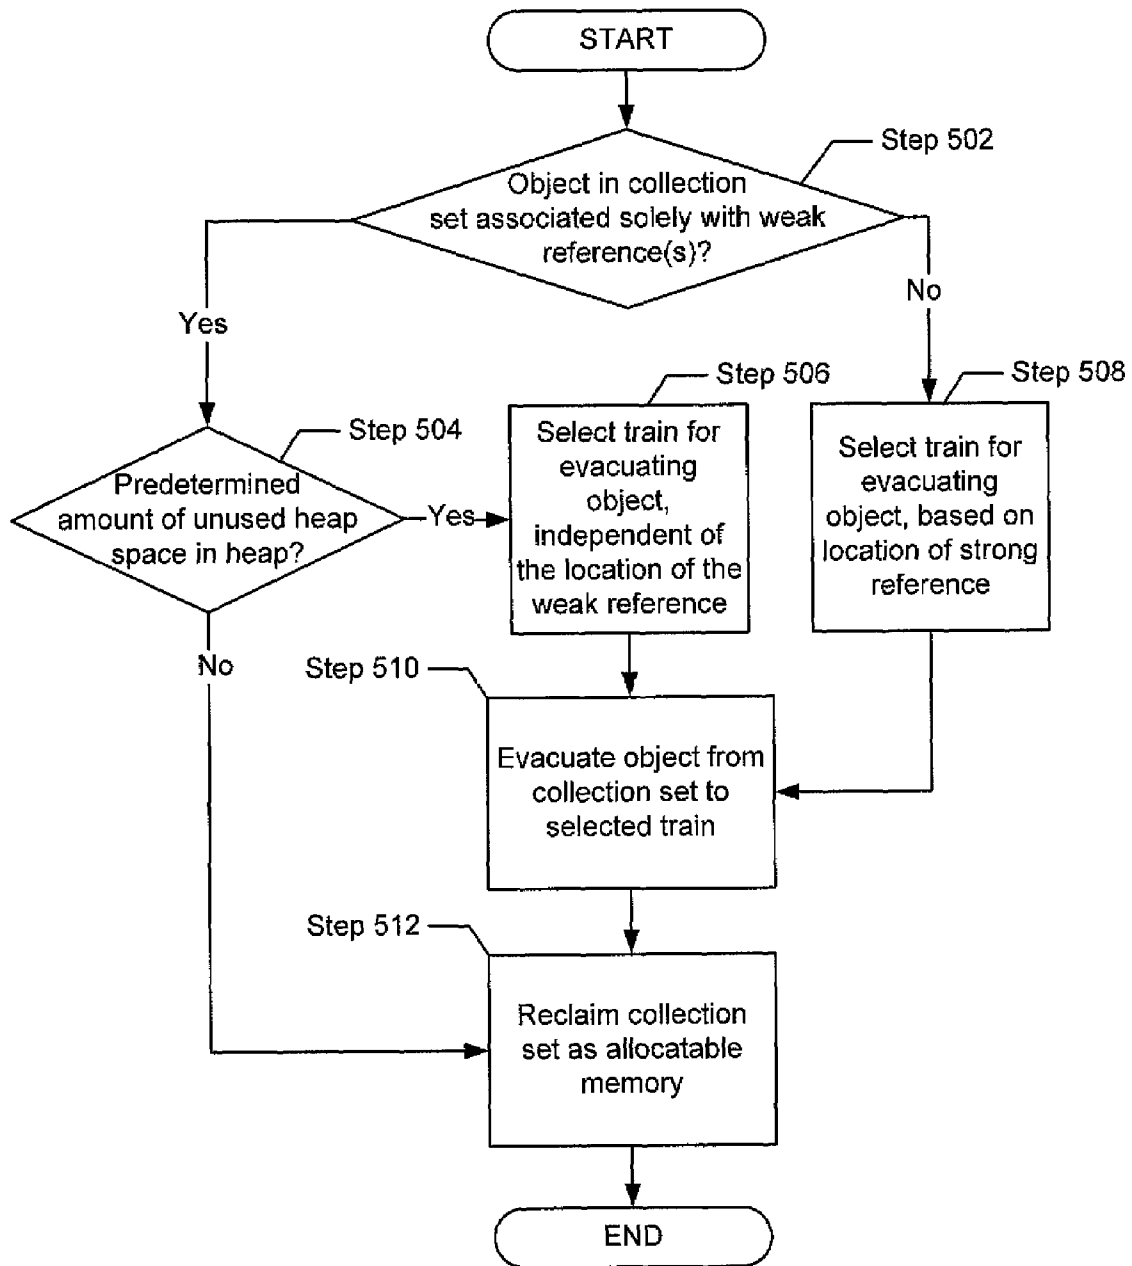 START
Step 502
Object in collection
set associated solely with weak
reference(s)?
Yes
No
Step 504
Predetermined
amount of unused heap
space in heap?
Yes
No
Step 506
Select train for
evacuating
object,
independent of
the location of the
weak reference
Step 508
Select train for
evacuating
object, based on
location of strong
reference
Step 510
Evacuate object from
collection set to
selected train
Step 512
Reclaim collection
set as allocatable
memory
END